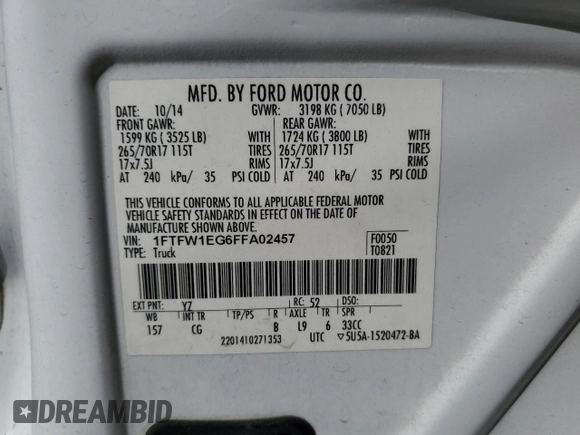 MFD. BY FORD MOTOR CO.
DATE: 10/14 GVWR: 3198 KG ( 7050 LB)
FRONT GAWR: REAR GAWR:
1599 KG ( 3525 LB) WITH 1724 KG ( 3800 LB) WITH
265/70R17 115T TIRES 265/70R17 115T TIRES
17x7.5J RIMS 17x7.5J RIMS
AT 240 kPa/ 35 PSI COLD AT 240 kPa/ 35 PSI COLD
THIS VEHICLE CONFORMS TO ALL APPLICABLE FEDERAL MOTOR
VEHICLE SAFETY STANDARDS IN EFFECT ON THE DATE OF
MANUFACTURE SHOWN ABOVE.
VIN: 1FTFW1EG6FFA02457 F0050
TYPE: Truck T0821
EXT PNT: YZ RC: 52 DSO:
WB INT TR TP/PS R AXLE TR SPR
157 CG B L9 6 33CC
2201410271353 UTC ▽5U5A-1520472-BA
DREAMBID DREAMBID